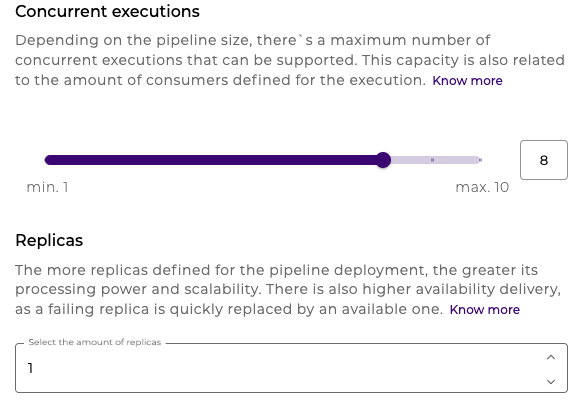 Concurrent executions
Depending on the pipeline size, there`s a maximum number of
concurrent executions that can be supported. This capacity is also related
to the amount of consumers defined for the execution. Know more
8
min. 1
max. 10
Replicas
The more replicas defined for the pipeline deployment, the greater its
processing power and scalability. There is also higher availability delivery,
as a failing replica is quickly replaced by an available one. Know more
Select the amount of replicas
1